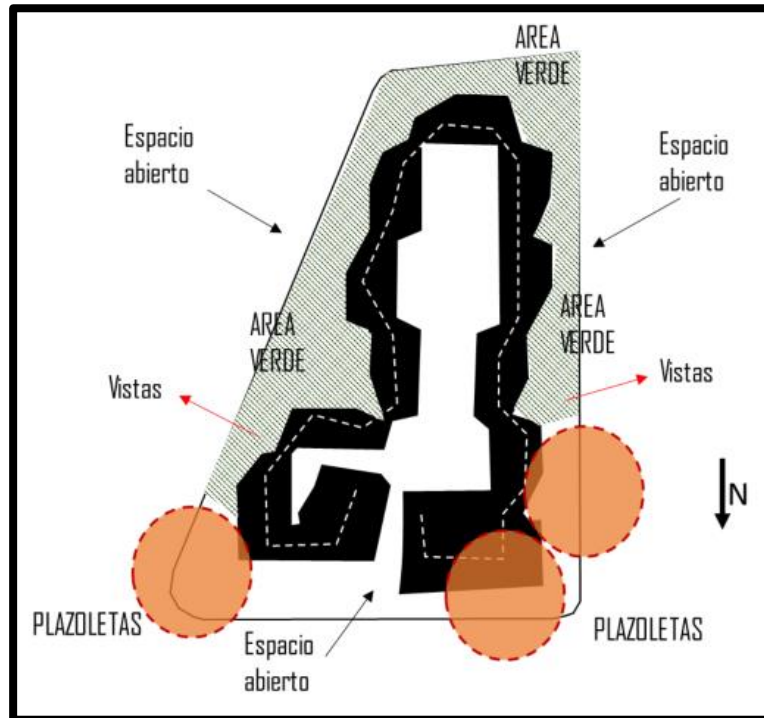 AREA
VERDE
Espacio
abierto
Espacio
abierto
AREA
VERDE
AREA
VERDE
Vistas
Vistas
N
PLAZOLETAS
PLAZOLETAS
Espacio
abierto